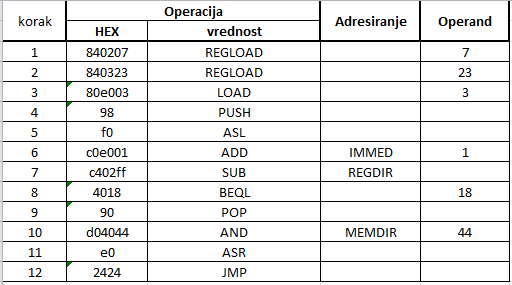 korak Operacija Adresiranje Operand
HEX vrednost
1 840207 REGLOAD 7
2 840323 REGLOAD 23
3 80e003 LOAD 3
4 98 PUSH
5 f0 ASL
6 c0e001 ADD IMMED 1
7 c402ff SUB REGDIR
8 4018 BEQL 18
9 90 POP
10 d04044 AND MEMDIR 44
11 e0 ASR
12 2424 JMP